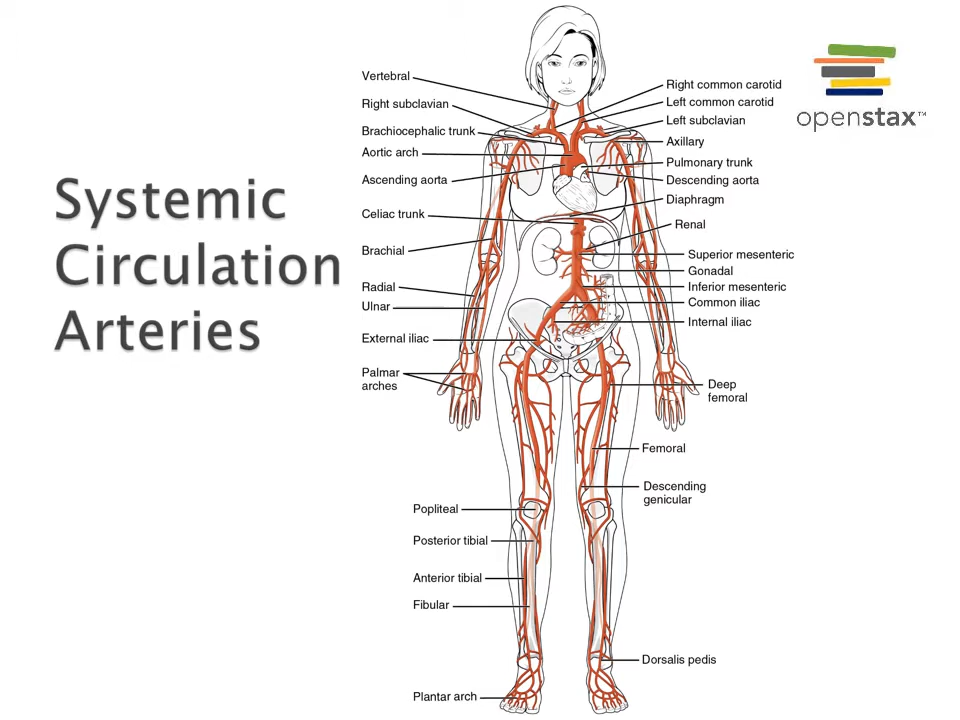 Systemic
Circulation
Arteries
openstax™
Vertebral
Right subclavian
Brachiocephalic trunk
Aortic arch
Ascending aorta
Celiac trunk
Brachial
Radial
Ulnar
External iliac
Palmar
arches
Popliteal
Posterior tibial
Anterior tibial
Fibular
Plantar arch
Right common carotid
Left common carotid
Left subclavian
Axillary
Pulmonary trunk
Descending aorta
Diaphragm
Renal
Superior mesenteric
Gonadal
Inferior mesenteric
Common iliac
Internal iliac
Deep
femoral
Femoral
Descending
genicular
Dorsalis pedis